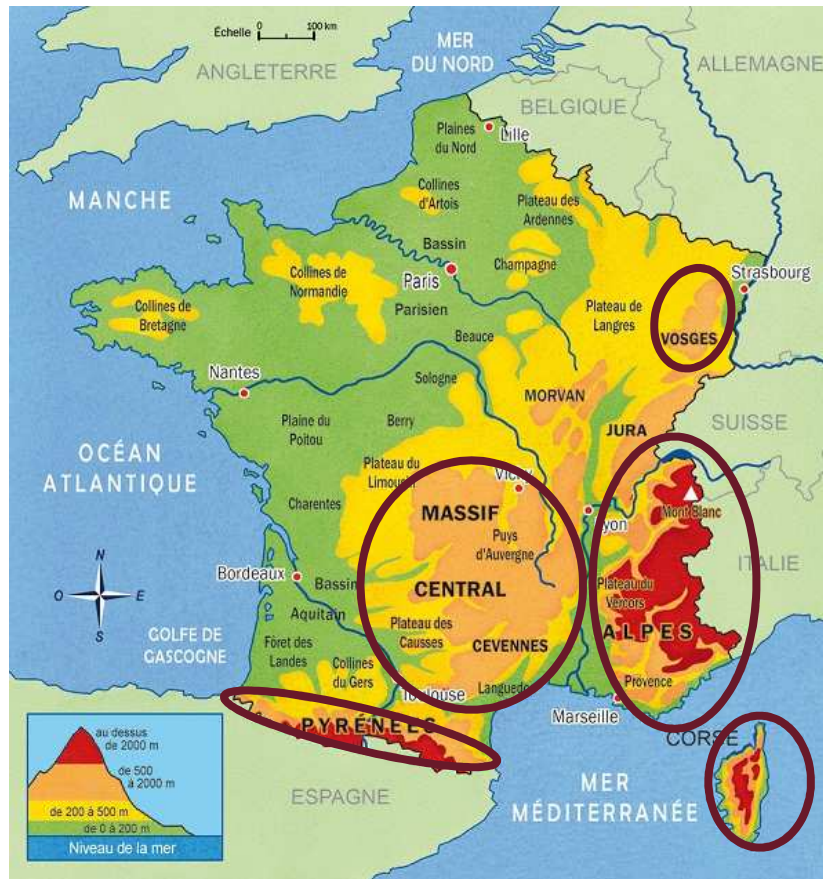 Échelle
0
100 km
MER
DU NORD
ANGLETERRE
ALLEMAGNE
BELGIQUE
Plaines
du Nord
Lille
MANCHE
Collines
d'Artois
Plateau des
Ardennes
Bassin
Champagne
Collines de
Normandie
Paris
Strasbourg
Collines de
Bretagne
Parisien
Plateau de
Langres
VOSGES
Beauce
Nantes
Sologne
MORVAN
SUISSE
Plaine du
Poitou
Berry
JURA
OCÉAN
ATLANTIQUE
Plateau du
Limousin
Vichy
Charentes
MASSIF
Lyon
Mont Blanc
Puys
d'Auvergne
ITALIE
N
O
E
S
Bordeaux
Bassin
CENTRAL
Plateau du
Vercors
Aquitain
GOLFE DE
GASCOGNE
Plateau des
Causses
ALPES
Fôret des
Landes
CEVENNES
Collines
du Gers
Provence
Toulouse
Languedoc
Marseille
PYRÉNÉES
CORSE
au dessus
de 2000 m
de 500
à 2000 m
de 200 à 500 m
de 0 à 200 m
Niveau de la mer
ESPAGNE
MER
MÉDITERRANÉE